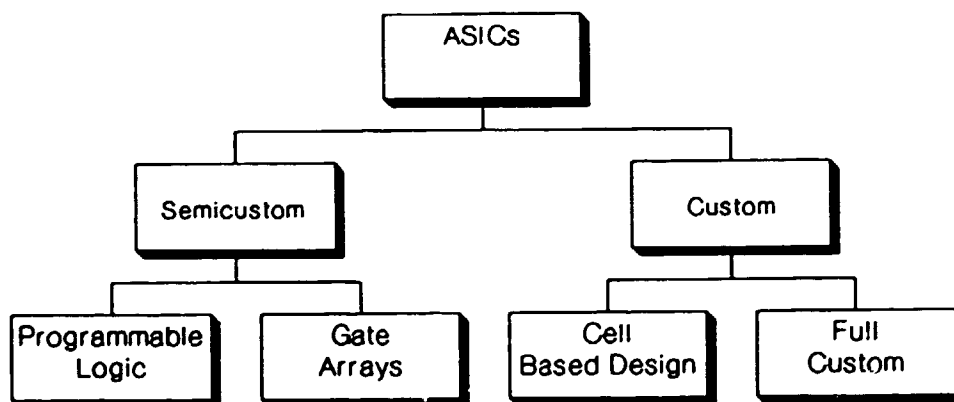 ASICs
Semicustom
Custom
Programmable
Logic
Gate
Arrays
Cell
Based Design
Full
Custom